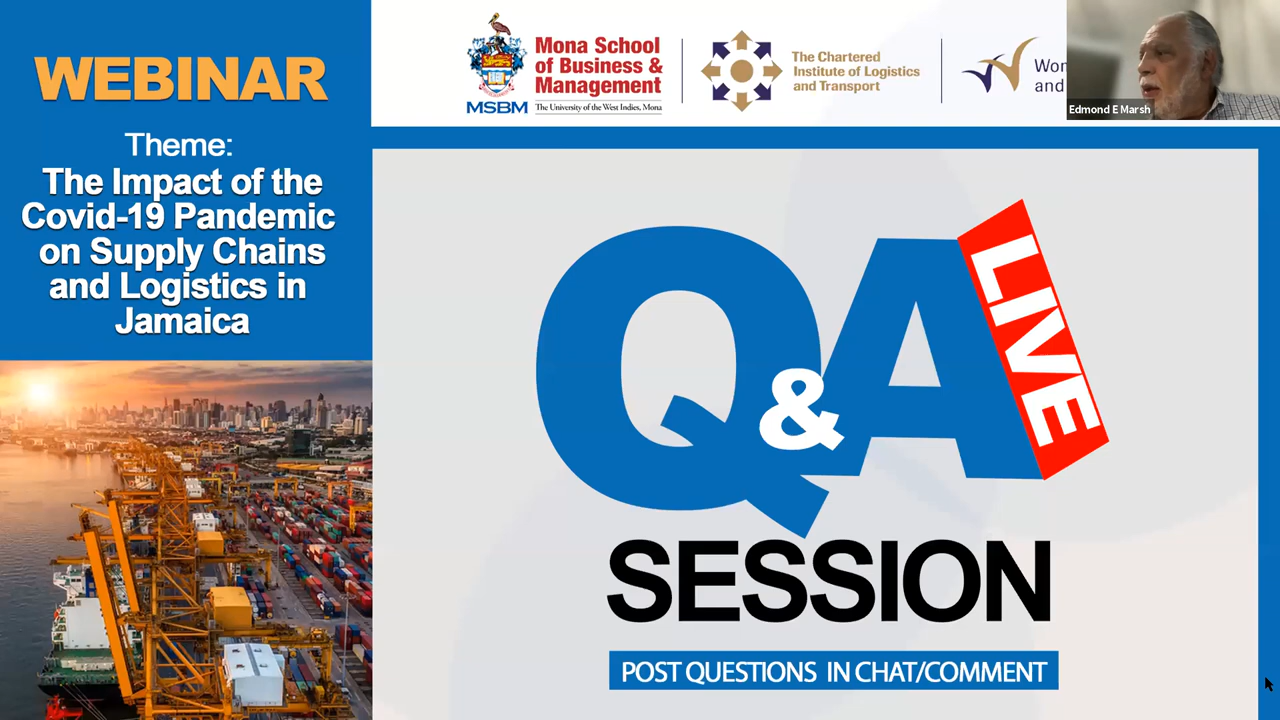 WEBINAR
Theme:
The Impact of the
Covid-19 Pandemic
on Supply Chains
and Logistics in
Jamaica
MSBM
Mona School
of Business &
Management
The University of the West Indies, Mona
The Chartered
Institute of Logistics
and Transport
and
Edmond E Marsh
Q&A
LIVE
SESSION
POST QUESTIONS IN CHAT/COMMENT